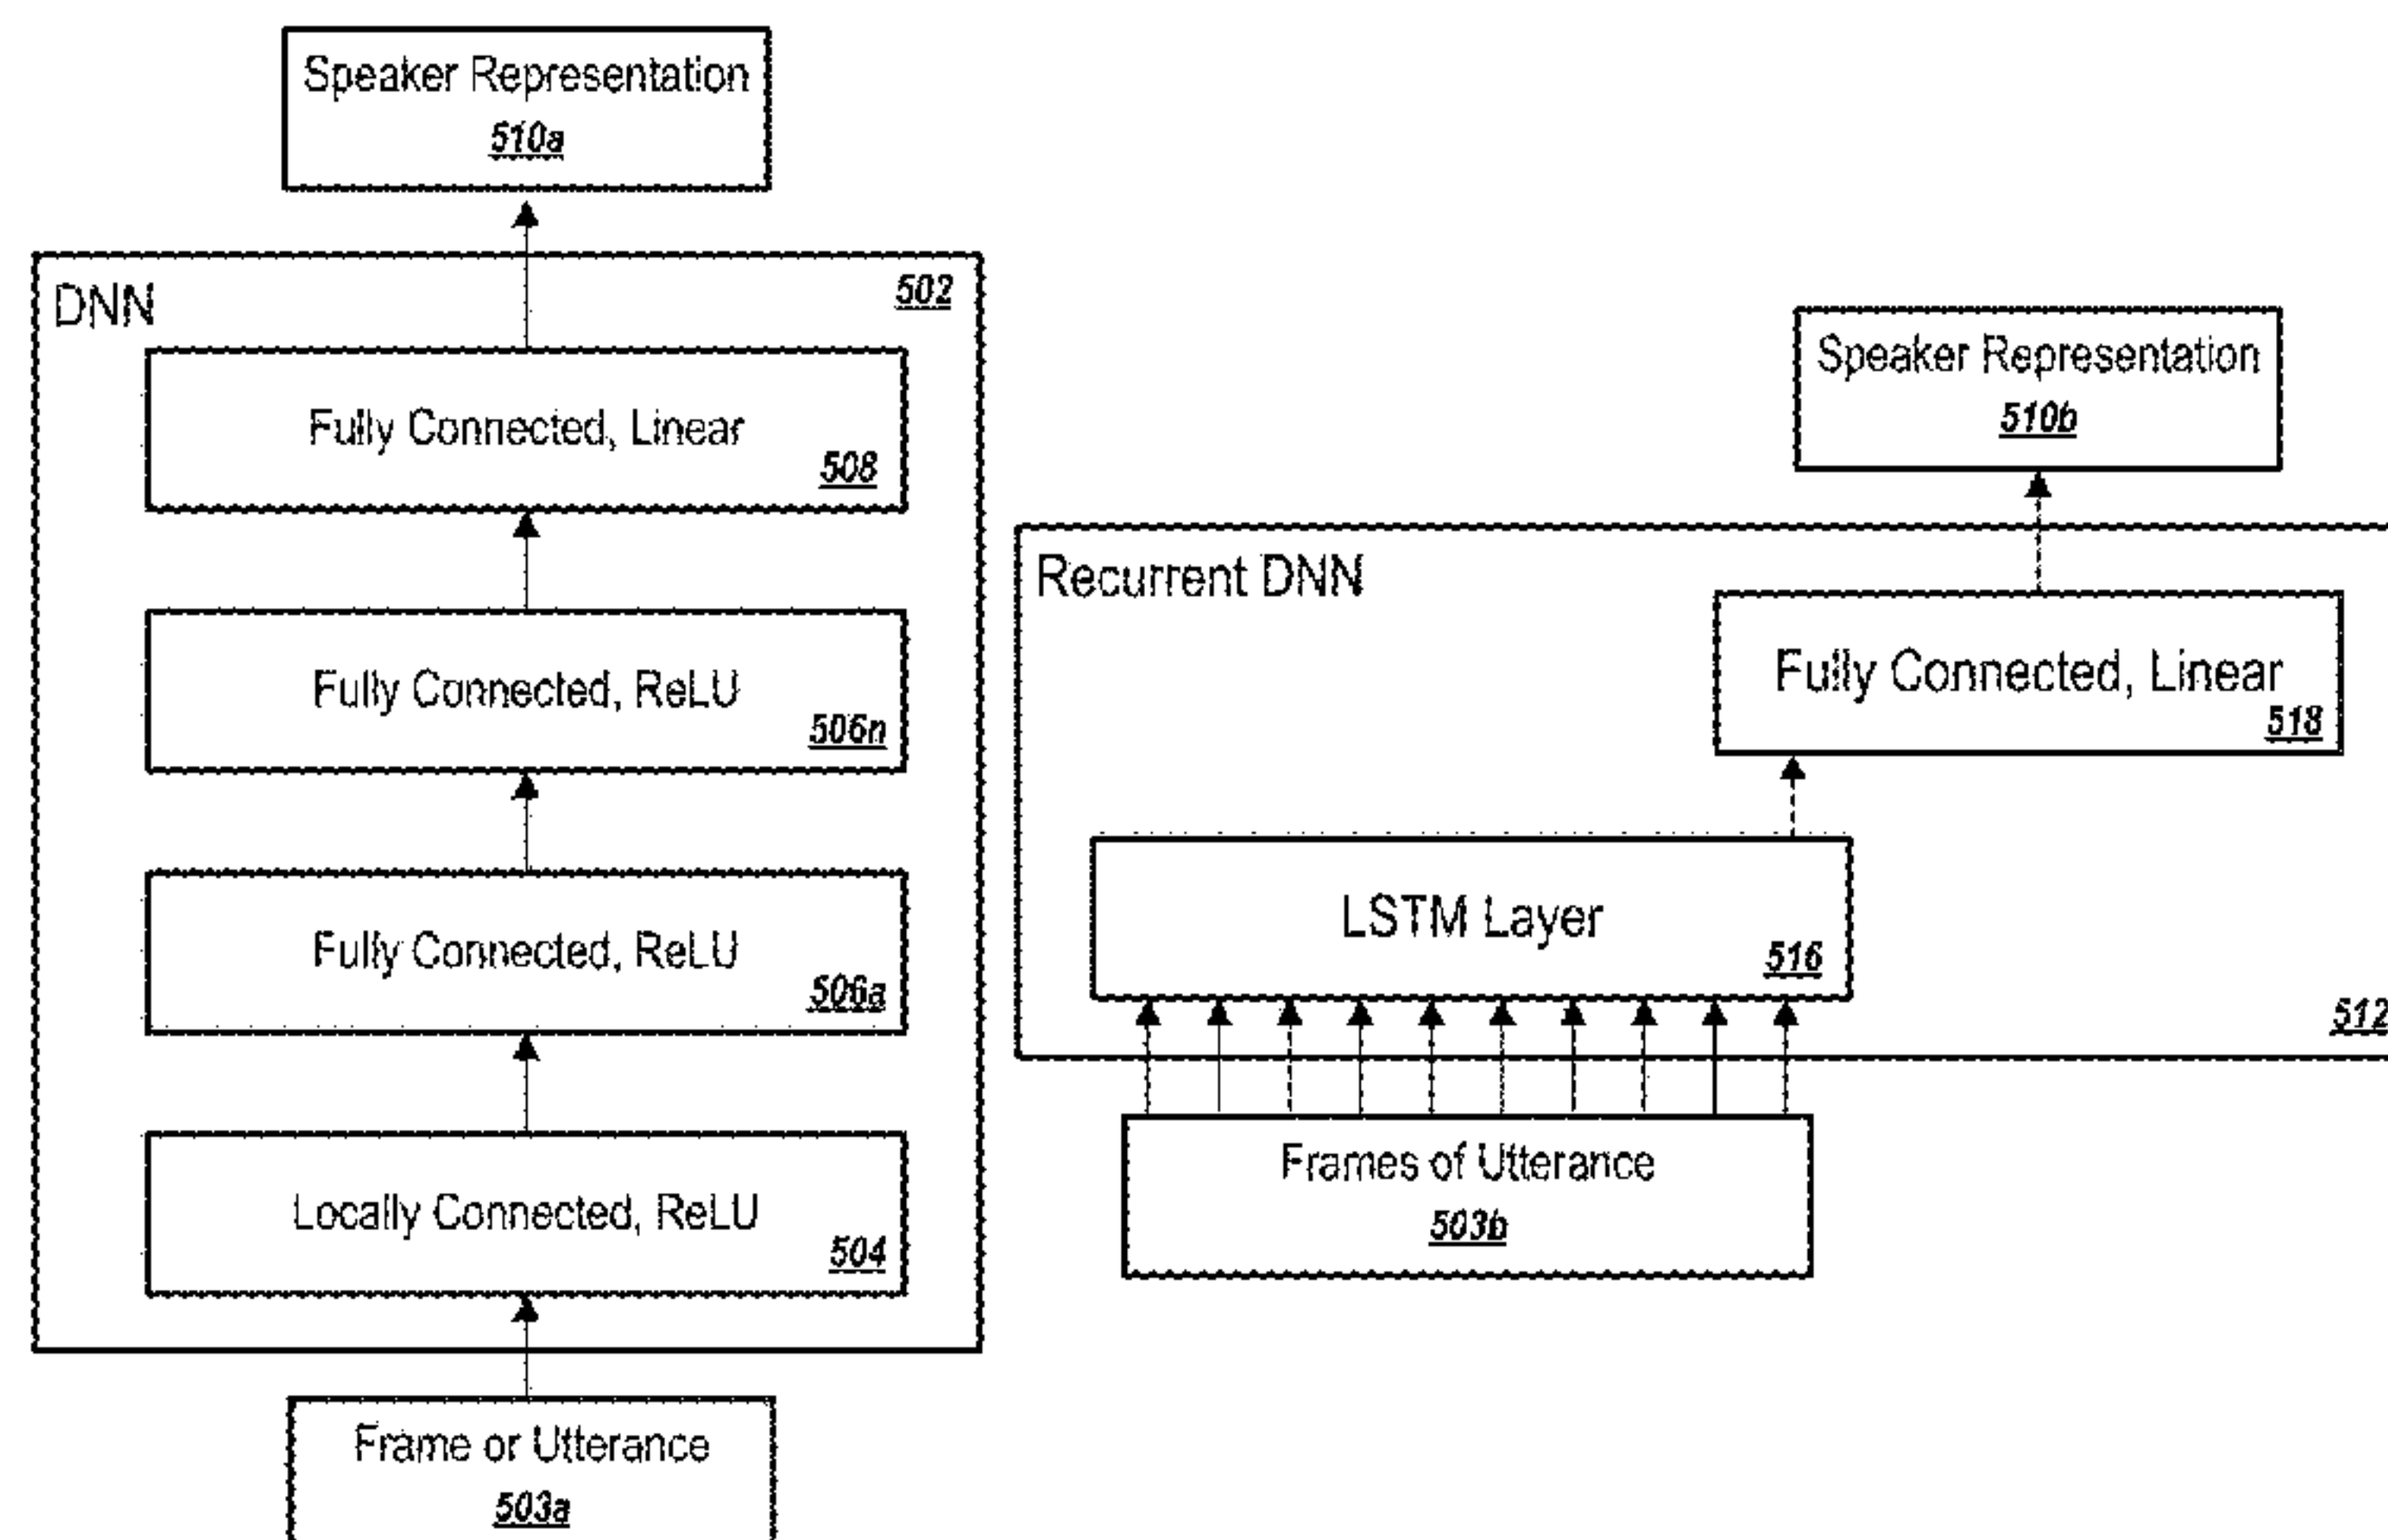 Speaker Representation
510a
DNN
502
Fully Connected, Linear
508
Fully Connected, ReLU
506n
Fully Connected, ReLU
506a
Locally Connected, ReLU
504
Frame or Utterance
503a
Speaker Representation
510b
Recurrent DNN
Fully Connected, Linear
518
LSTM Layer
516
512
Frames of Utterance
503b